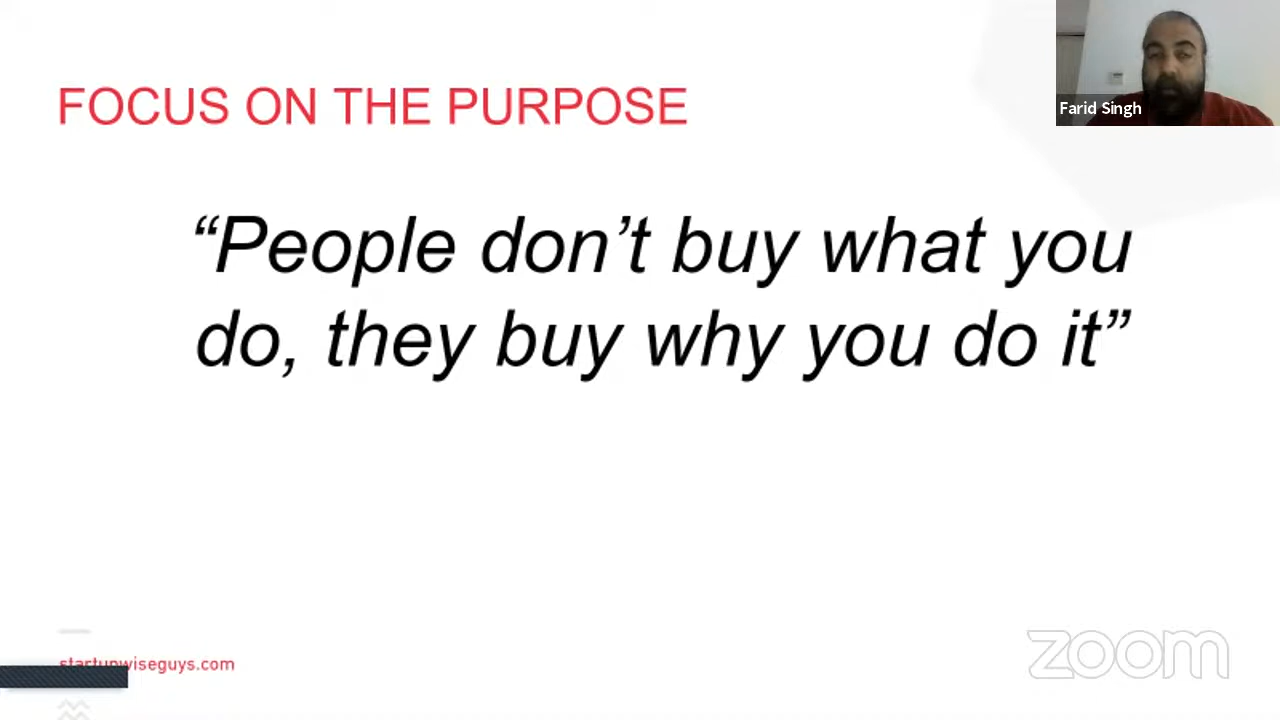 FOCUS ON THE PURPOSE
Farid Singh
“People don’t buy what you
do, they buy why you do it”
startupwiseguys.com
zoom